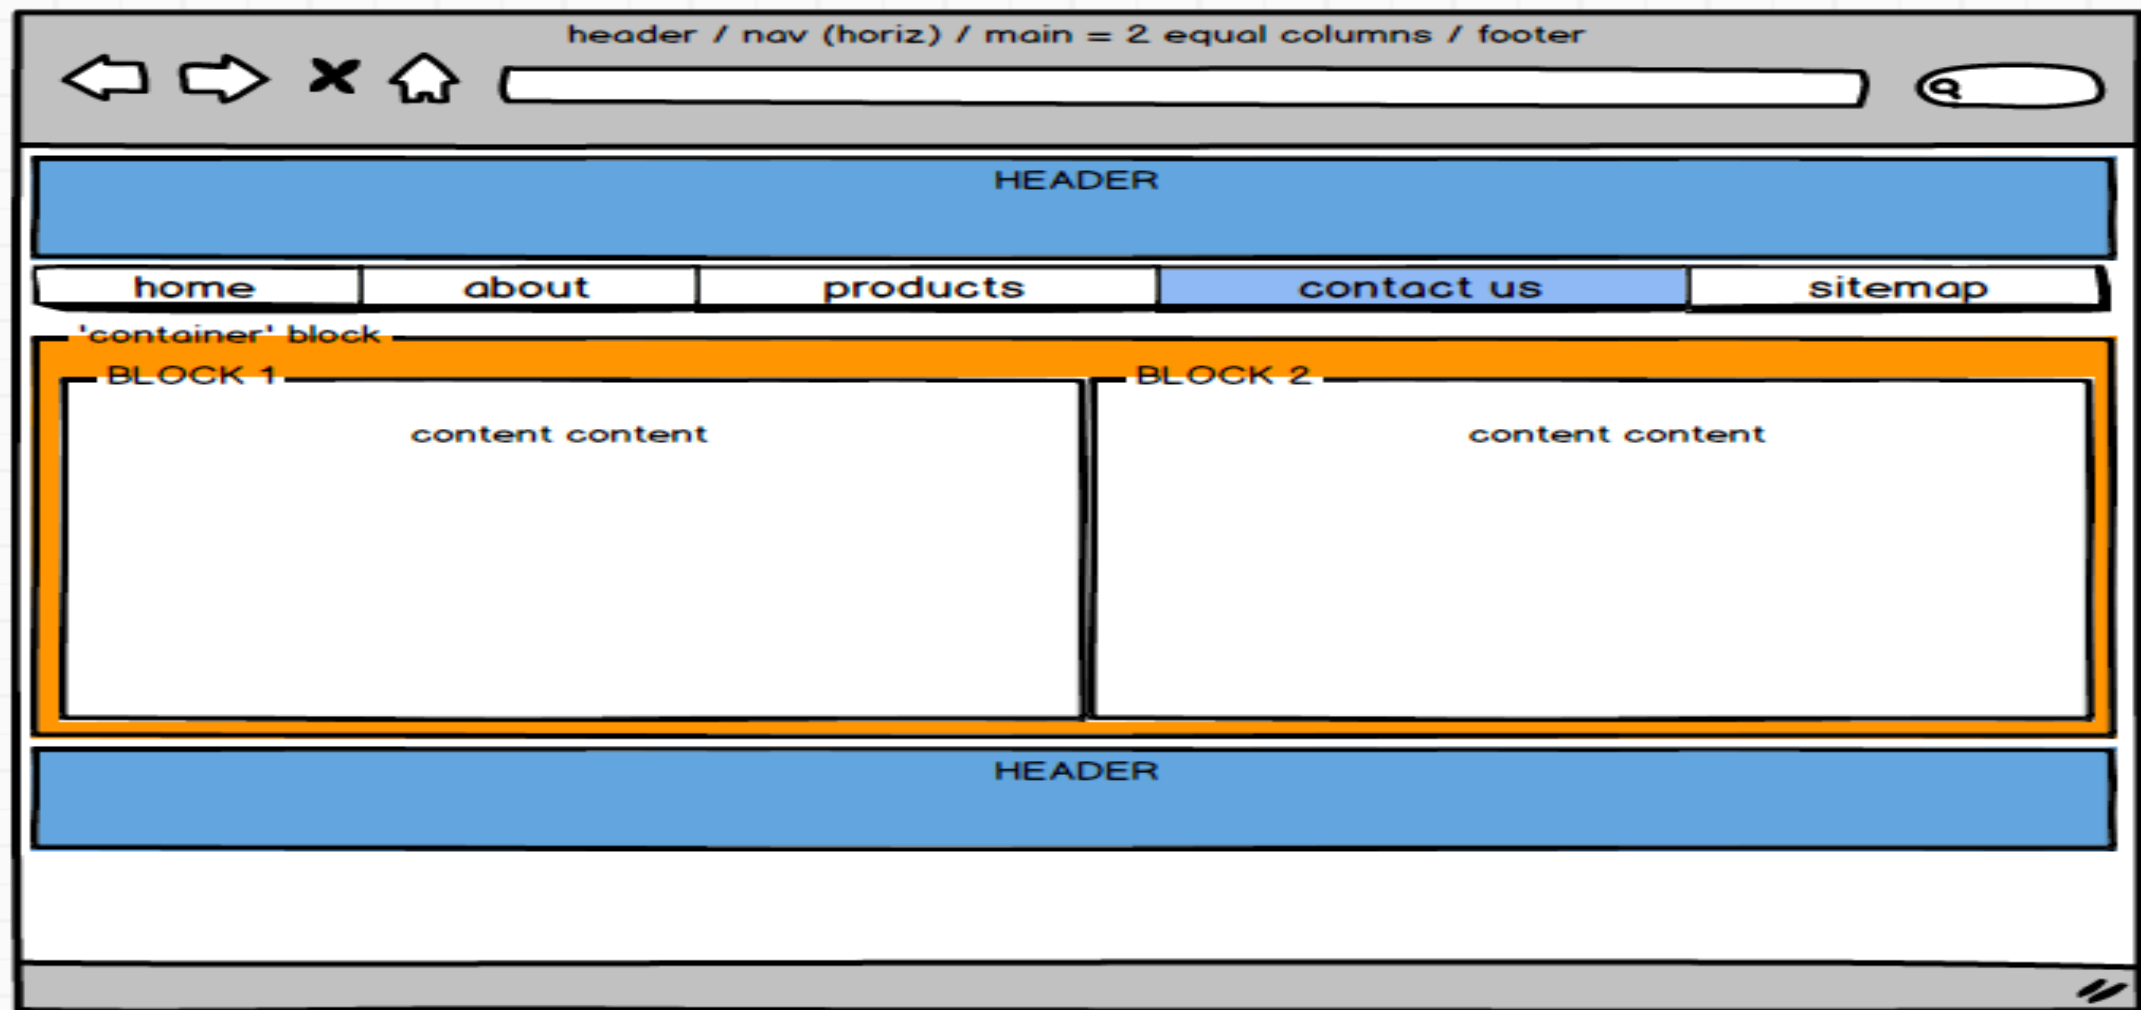 header / nav (horiz) / main = 2 equal columns / footer
HEADER
home about products contact us sitemap
'container' block
BLOCK 1 BLOCK 2
content content content content
HEADER